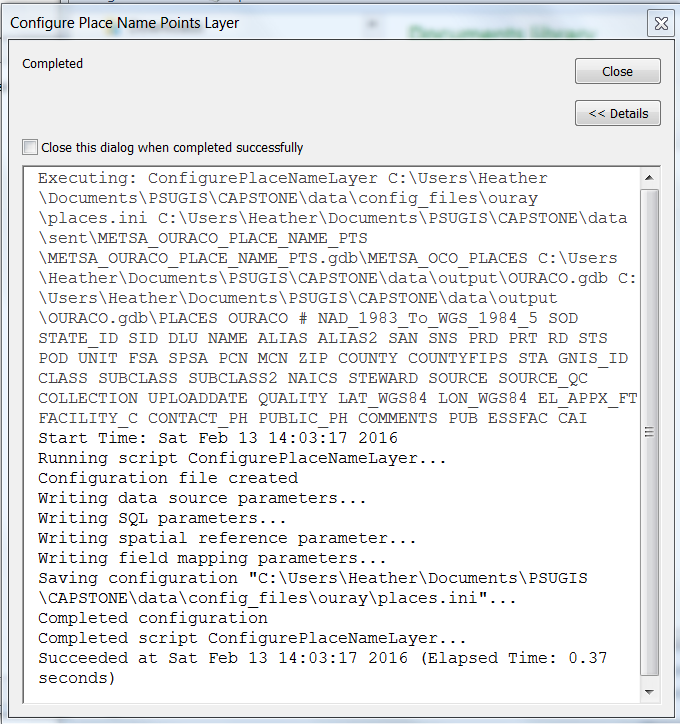 Configure Place Name Points Layer
Completed
Close
<< Details
Close this dialog when completed successfully
Executing: ConfigurePlaceNameLayer C:\Users\Heather
\Documents\PSUGIS\CAPSTONE\data\config_files\ouray
\places.ini C:\Users\Heather\Documents\PSUGIS\CAPSTONE\data
\sent\METSA_OURACO_PLACE_NAME_PTS
\METSA_OURACO_PLACE_NAME_PTS.gdb\METSA_OCO_PLACES C:\Users
\Heather\Documents\PSUGIS\CAPSTONE\data\output\OURACO.gdb C:
\Users\Heather\Documents\PSUGIS\CAPSTONE\data\output
\OURACO.gdb\PLACES OURACO # NAD_1983_To_WGS_1984_5 SOD
STATE_ID SID DLU NAME ALIAS ALIAS2 SAN SNS PRD PRT RD STS
POD UNIT FSA SPSA PCN MCN ZIP COUNTY COUNTYFIPS STA GNIS_ID
CLASS SUBCLASS SUBCLASS2 NAICS STEWARD SOURCE SOURCE_QC
COLLECTION UPLOADDATE QUALITY LAT_WGS84 LON_WGS84 EL_APPX_FT
FACILITY_C CONTACT_PH PUBLIC_PH COMMENTS PUB ESSFAC CAI
Start Time: Sat Feb 13 14:03:17 2016
Running script ConfigurePlaceNameLayer...
Configuration file created
Writing data source parameters...
Writing SQL parameters...
Writing spatial reference parameter...
Writing field mapping parameters...
Saving configuration "C:\Users\Heather\Documents\PSUGIS
\CAPSTONE\data\config_files\ouray\places.ini"...
Completed configuration
Completed script ConfigurePlaceNameLayer...
Succeeded at Sat Feb 13 14:03:17 2016 (Elapsed Time: 0.37
seconds)